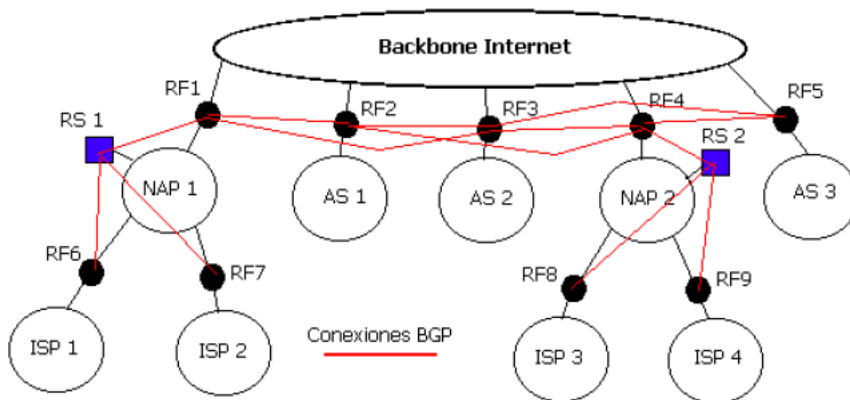 Backbone Internet
RF1
RF2
RF3
RF4
RF5
RS 1
RS 2
NAP 1
AS 1
AS 2
NAP 2
AS 3
RF6
RF7
RF8
RF9
Conexiones BGP
ISP 1
ISP 2
ISP 3
ISP 4